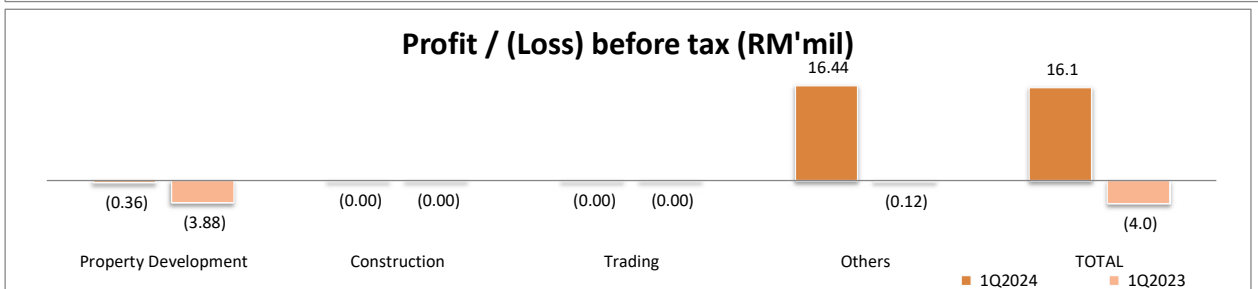 Profit / (Loss) before tax (RM'mil)
16.44
16.1
(0.36)
(3.88)
(0.00)
(0.00)
(0.00)
(0.00)
(0.12)
(4.0)
Property Development
Construction
Trading
Others
TOTAL
1Q2024
1Q2023